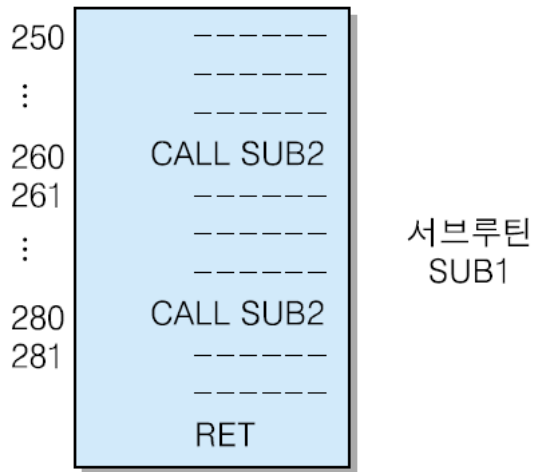 250
⋮
260 CALL SUB2
261
⋮
280 CALL SUB2
281
RET
서브루틴
SUB1